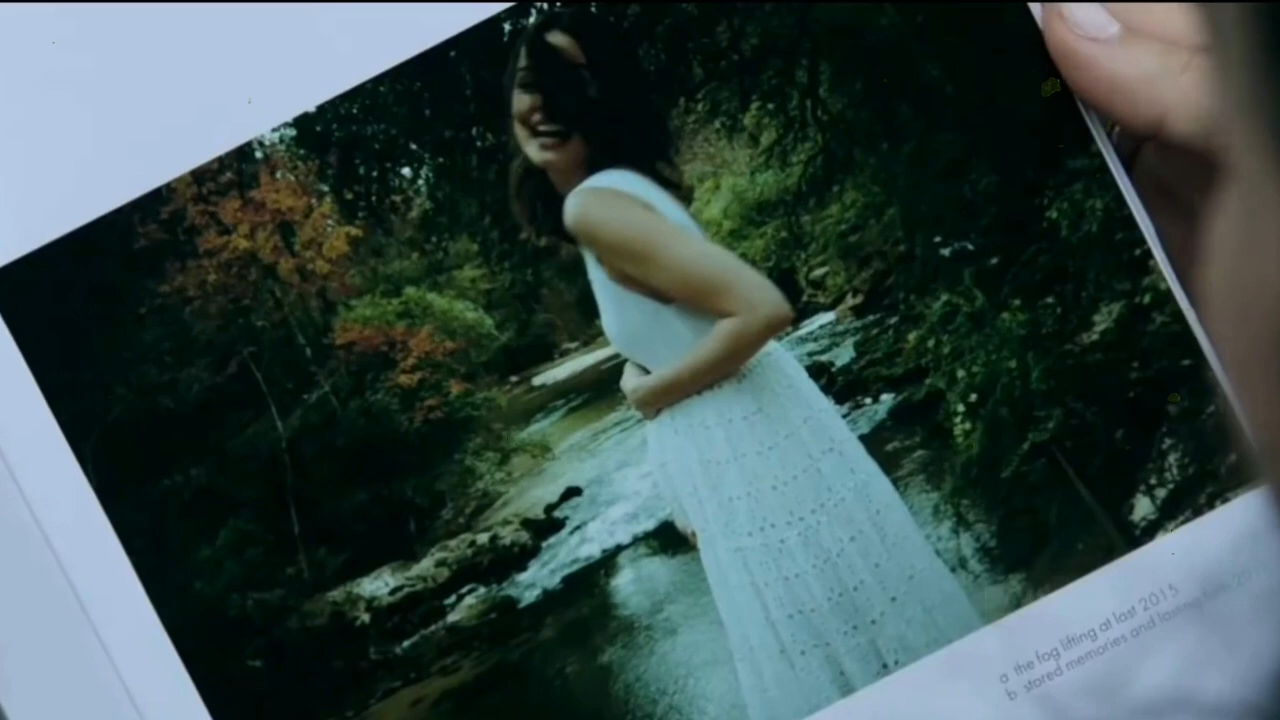 a the fog lifting at last 2015
b stored memories and